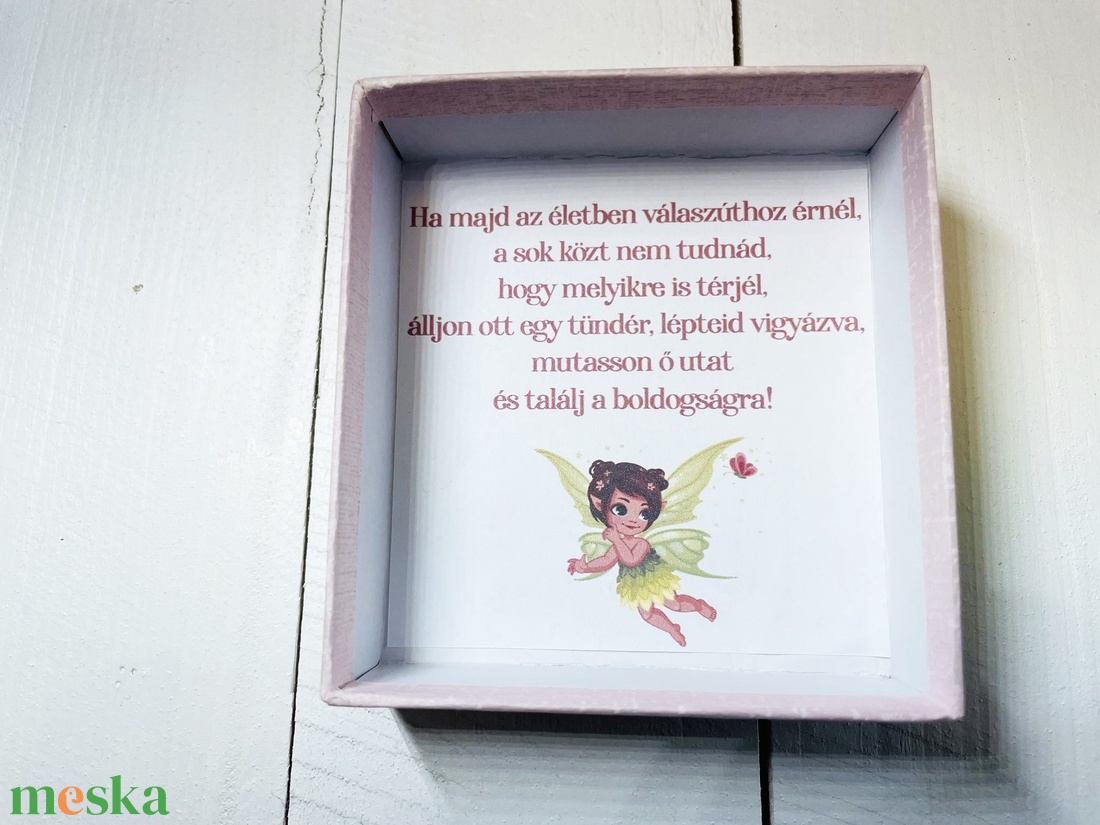 Ha majd az életben válaszúthoz érnél,
a sok közt nem tudnád,
hogy melyikre is térjél,
álljon ott egy tündér, lépteid vigyázva,
mutasson ő utat
és találj a boldogságra!
meska